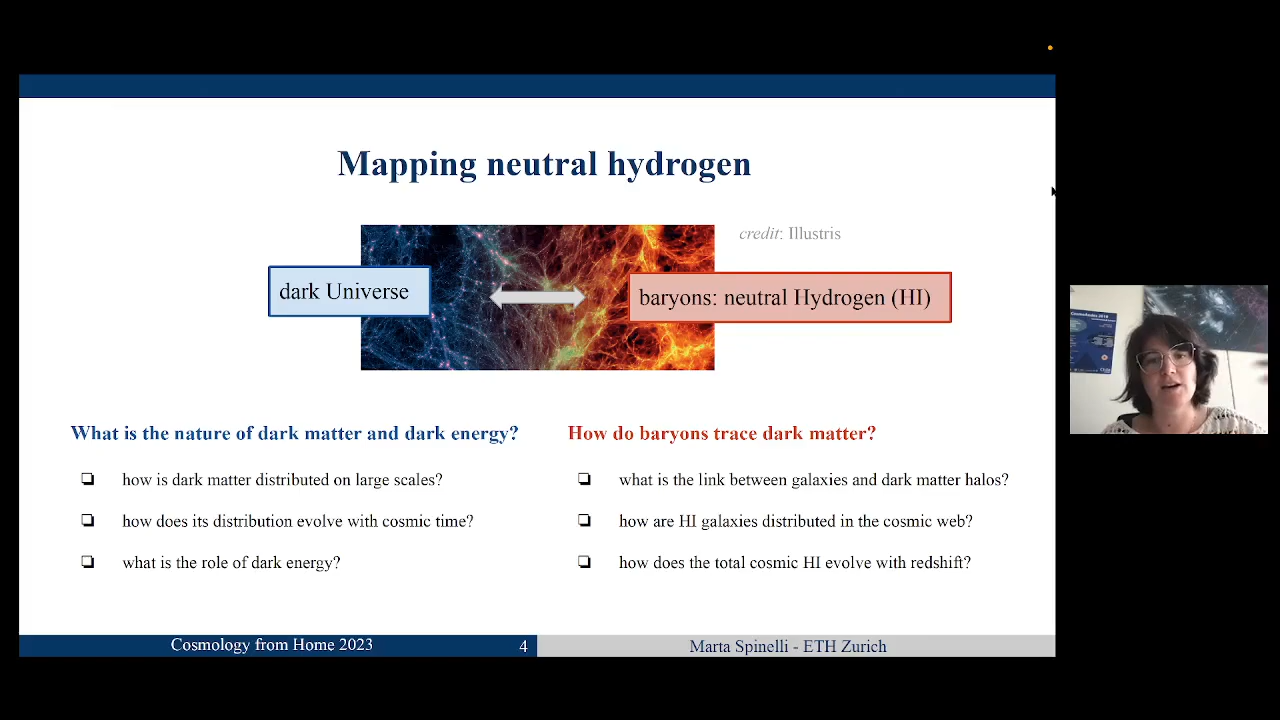 Mapping neutral hydrogen
credit: Illustris
dark Universe
baryons: neutral Hydrogen (HI)
What is the nature of dark matter and dark energy?
❏ how is dark matter distributed on large scales?
❏ how does its distribution evolve with cosmic time?
❏ what is the role of dark energy?
How do baryons trace dark matter?
❏ what is the link between galaxies and dark matter halos?
❏ how are HI galaxies distributed in the cosmic web?
❏ how does the total cosmic HI evolve with redshift?
Cosmology from Home 2023
4
Marta Spinelli - ETH Zurich